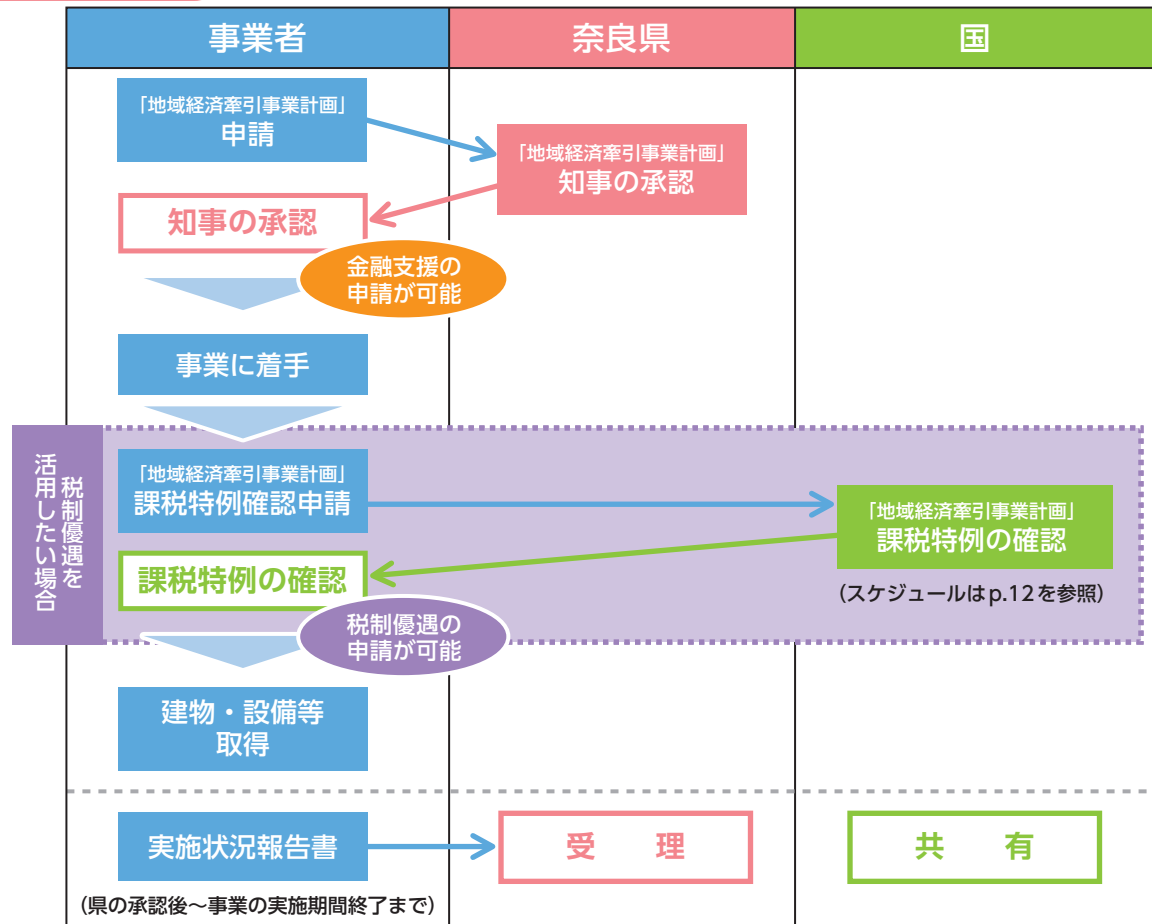 事業者
奈良県
国
「地域経済牽引事業計画」
申請
「地域経済牽引事業計画」
知事の承認
知事の承認
金融支援の
申請が可能
事業に着手
税制優遇を
活用したい場合
「地域経済牽引事業計画」
課税特例確認申請
「地域経済牽引事業計画」
課税特例の確認
(スケジュールはp.12を参照)
課税特例の確認
税制優遇の
申請が可能
建物・設備等
取得
実施状況報告書
受　理
共　有
(県の承認後～事業の実施期間終了まで)